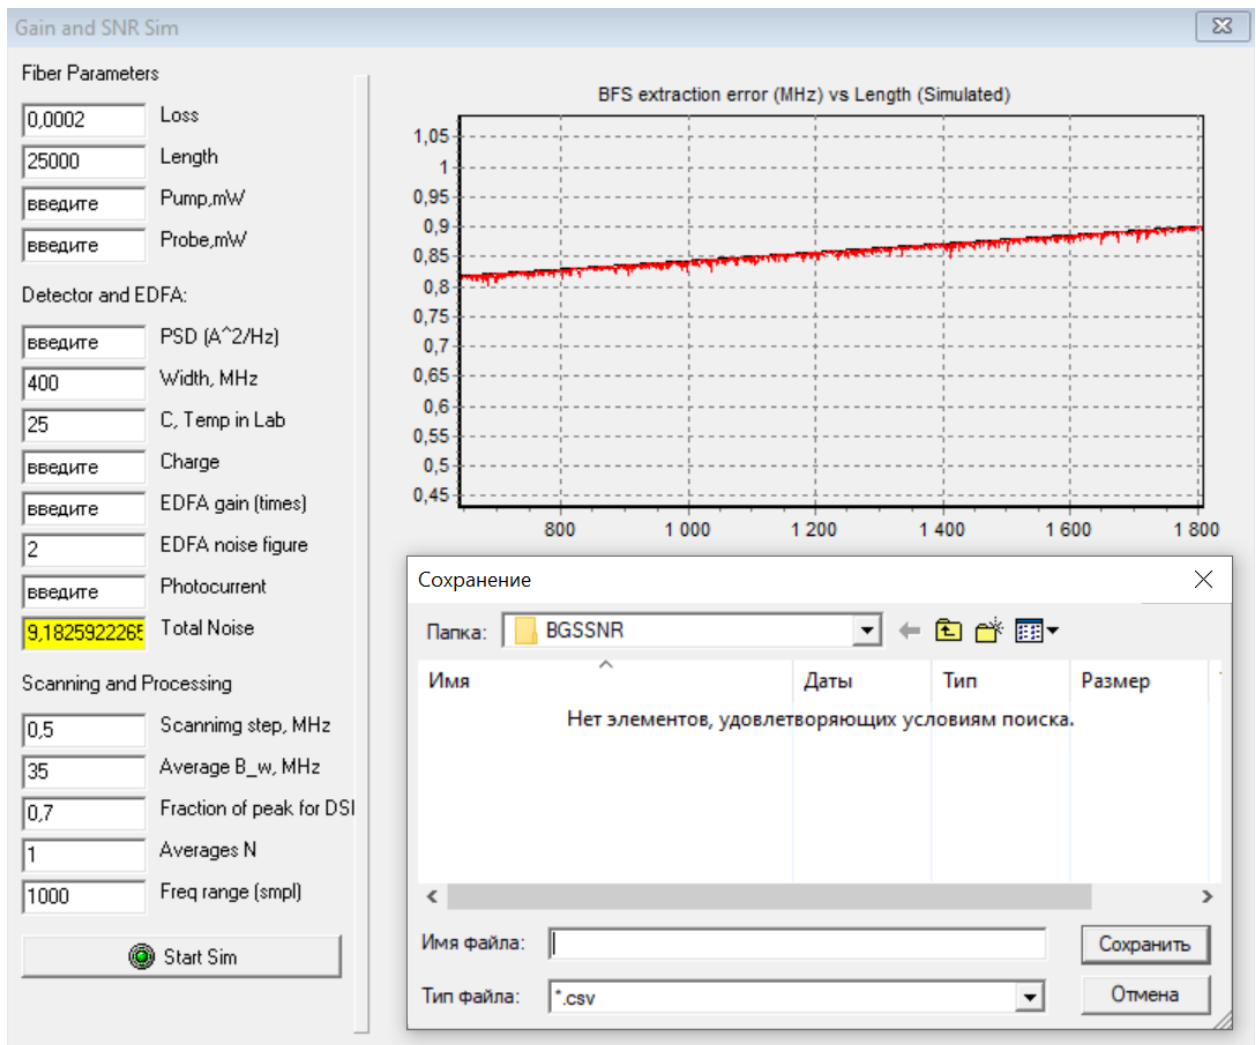 Gain and SNR Sim
Fiber Parameters
0,0002 Loss
25000 Length
введите Pump,mW
введите Probe,mW
Detector and EDFA:
введите PSD (A^2/Hz)
400 Width, MHz
25 C, Temp in Lab
введите Charge
введите EDFA gain (times)
2 EDFA noise figure
введите Photocurrent
9,1825922265 Total Noise
Scanning and Processing
0,5 Scannimg step, MHz
35 Average B_w, MHz
0,7 Fraction of peak for DSI
1 Averages N
1000 Freq range (smpl)
Start Sim
BFS extraction error (MHz) vs Length (Simulated)
1,05
1
0,95
0,9
0,85
0,8
0,75
0,7
0,65
0,6
0,55
0,5
0,45
800 1 000 1 200 1 400 1 600 1 800
Сохранение
Папка: BGSSNR
Имя Даты Тип Размер
Нет элементов, удовлетворяющих условиям поиска.
Имя файла: Сохранить
Тип файла: *.csv Отмена